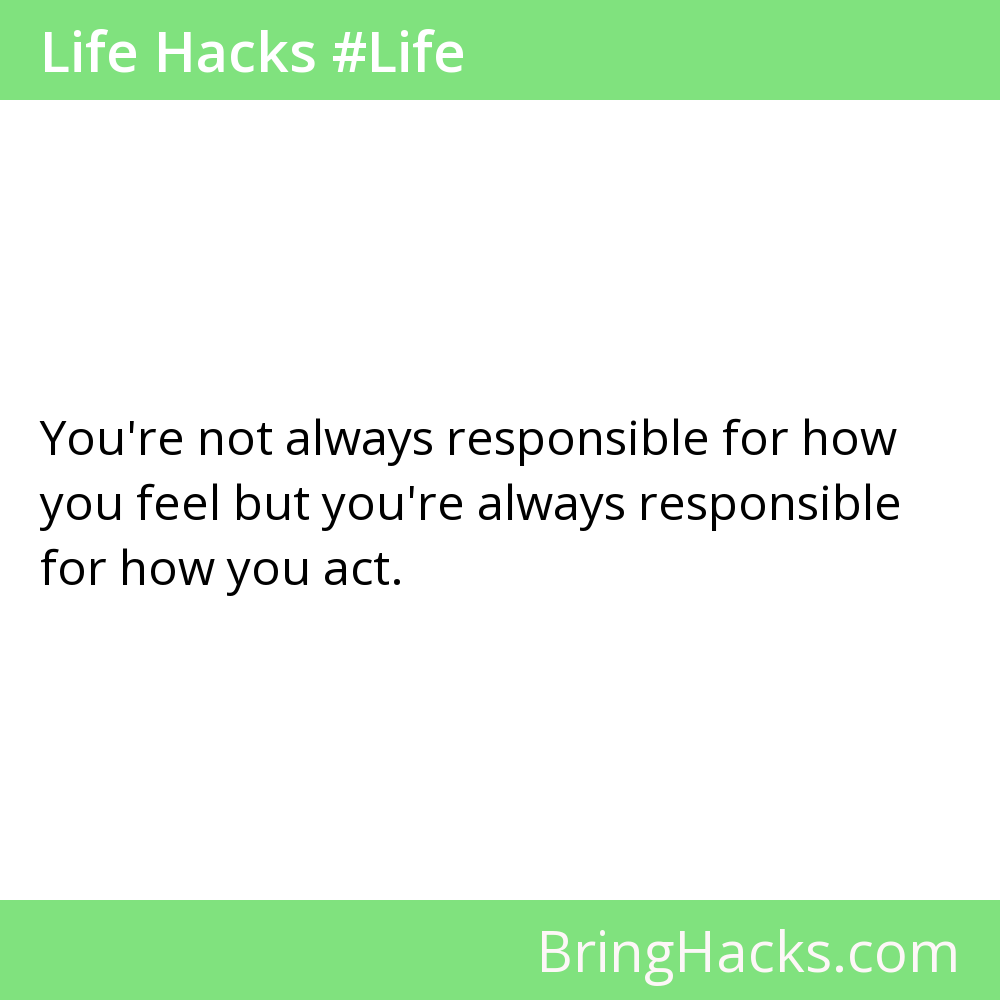 Life Hacks #Life
You're not always responsible for how
you feel but you're always responsible
for how you act.
BringHacks.com